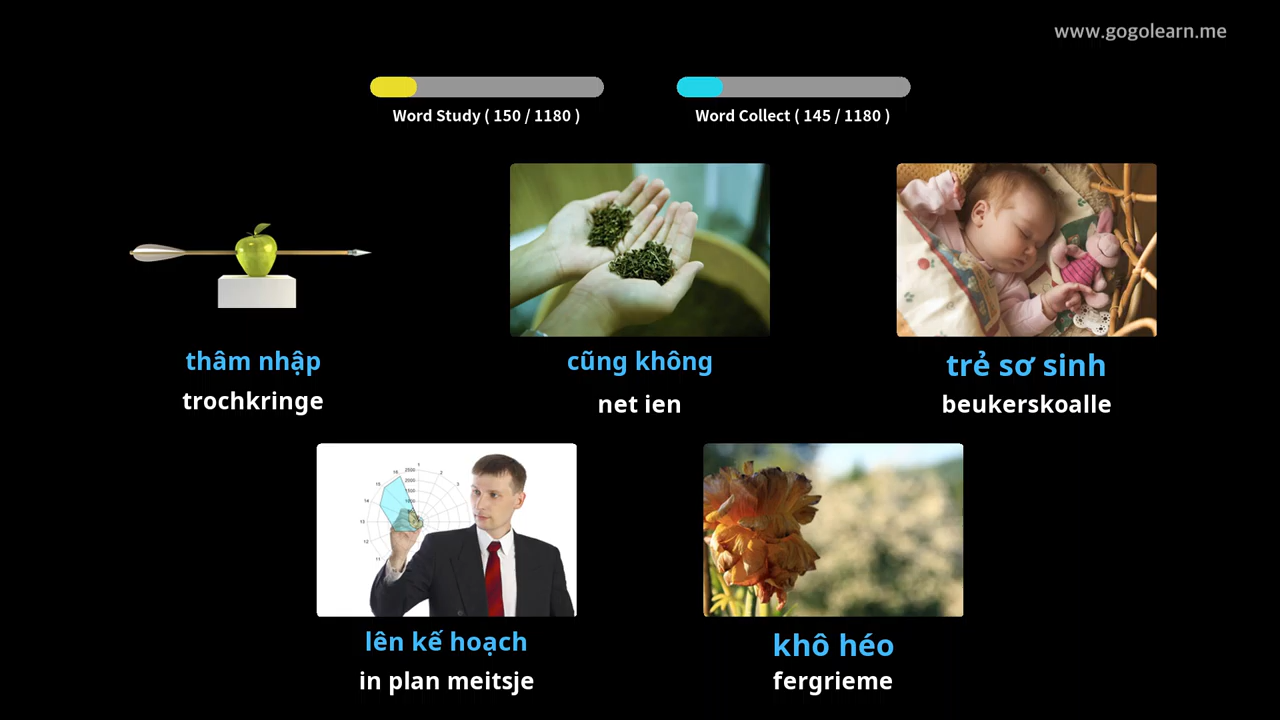 www.gogolearn.me
Word Study ( 150 / 1180 )
Word Collect ( 145 / 1180 )
thâm nhập
trochkringe
cũng không
net ien
trẻ sơ sinh
beukerskoalle
lên kế hoạch
in plan meitsje
khô héo
fergrieme